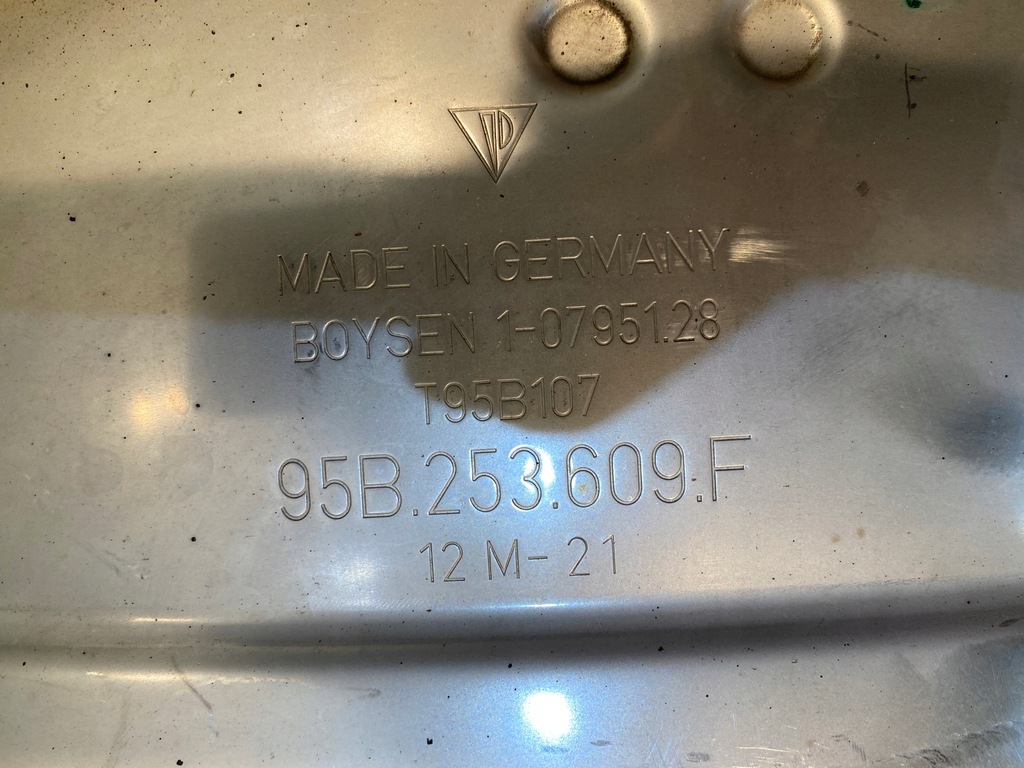 MADE IN GERMANY
BOYSEN 1-07951.28
T95B107
95B.253.609.F
12 M- 21